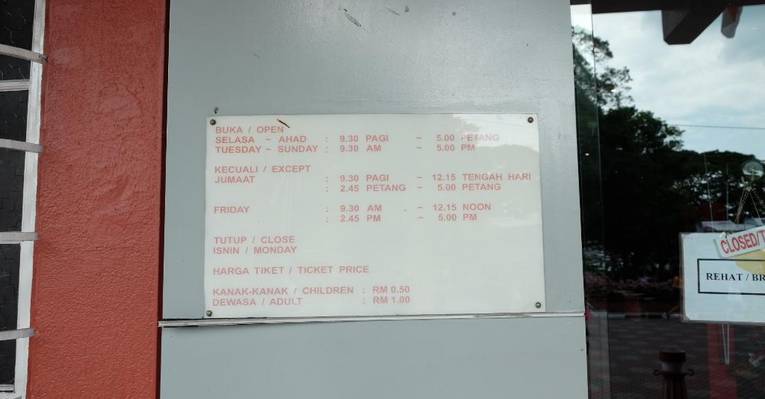 BUKA / OPEN
SELASA - AHAD : 9.30 PAGI - 5.00 PETANG
TUESDAY - SUNDAY : 9.30 AM - 5.00 PM
KECUALI / EXCEPT
JUMAAT : 9.30 PAGI - 12.15 TENGAH HARI
: 2.45 PETANG - 5.00 PETANG
FRIDAY : 9.30 AM - 12.15 NOON
: 2.45 PM - 5.00 PM
TUTUP / CLOSE
ISNIN / MONDAY
HARGA TIKET / TICKET PRICE
KANAK-KANAK / CHILDREN : RM 0.50
DEWASA / ADULT : RM 1.00
CLOSED/T
REHAT / BR